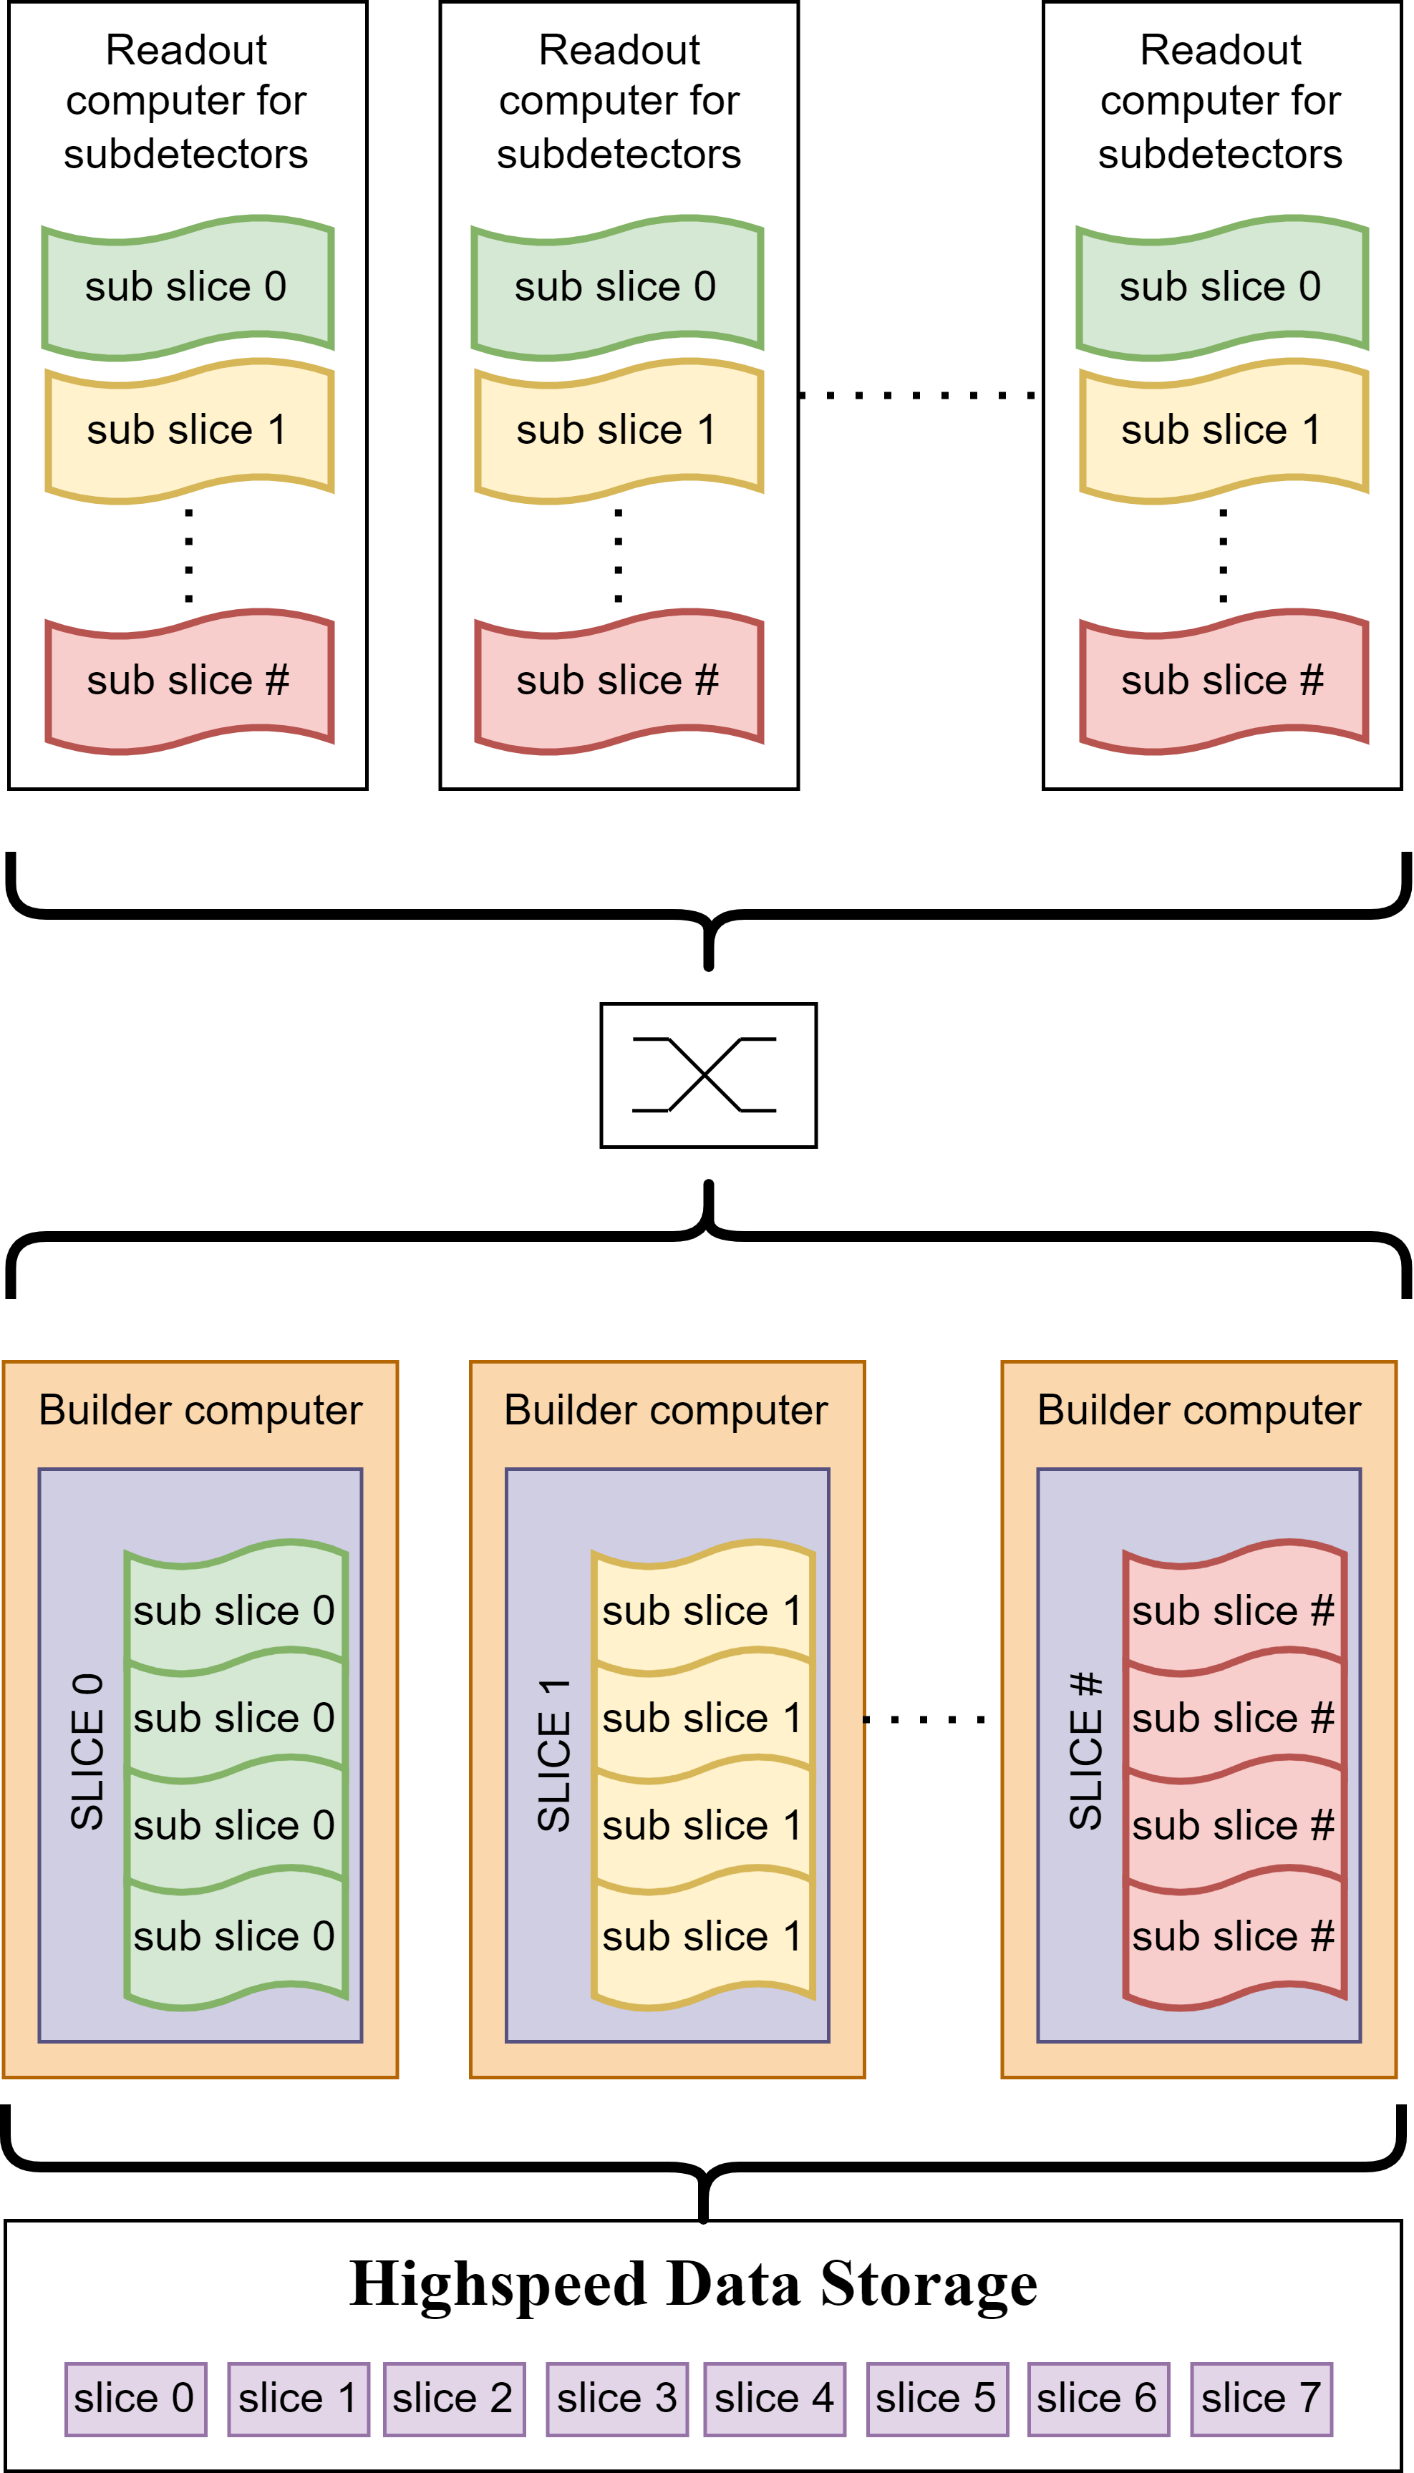 Readout
computer for
subdetectors
sub slice 0
sub slice 1
sub slice #
Readout
computer for
subdetectors
sub slice 0
sub slice 1
sub slice #
Readout
computer for
subdetectors
sub slice 0
sub slice 1
sub slice #
Builder computer
SLICE 0
sub slice 0
sub slice 0
sub slice 0
sub slice 0
Builder computer
SLICE 1
sub slice 1
sub slice 1
sub slice 1
sub slice 1
Builder computer
SLICE #
sub slice #
sub slice #
sub slice #
sub slice #
Highspeed Data Storage
slice 0
slice 1
slice 2
slice 3
slice 4
slice 5
slice 6
slice 7